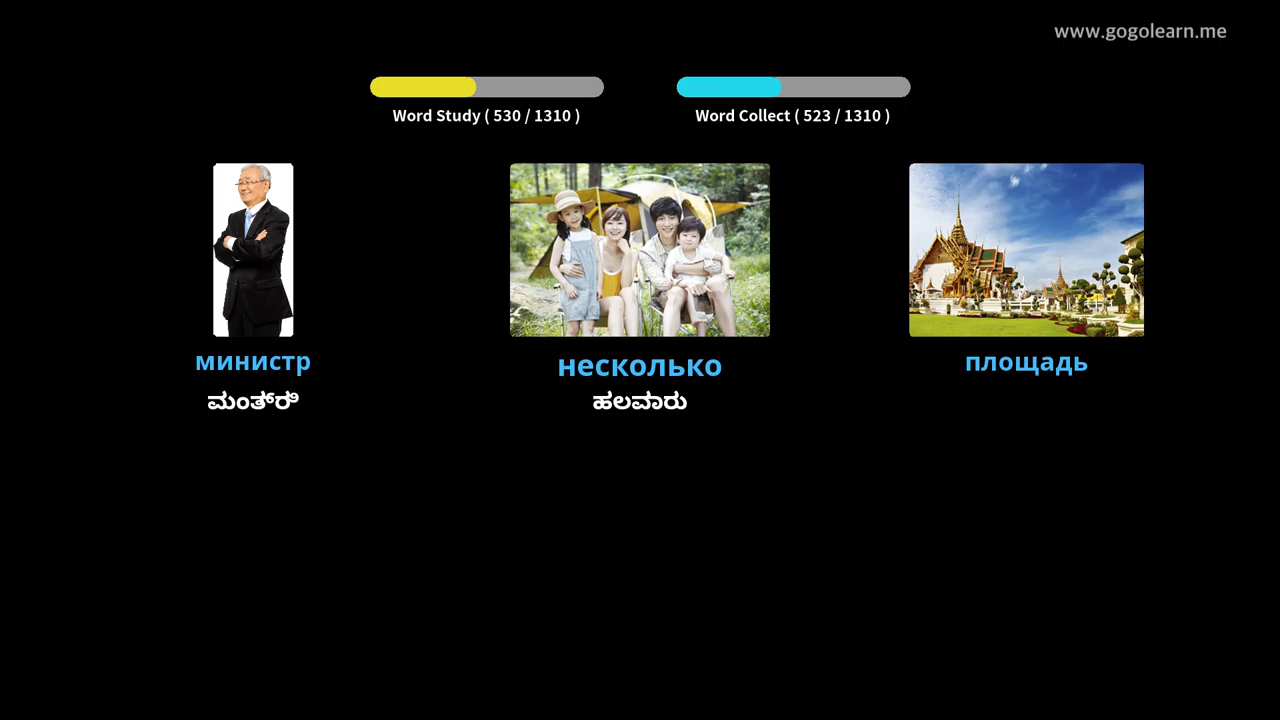 www.gogolearn.me
Word Study ( 530 / 1310 )
Word Collect ( 523 / 1310 )
министр
несколько
площадь
ಮಂತ್ರಿ
ಹಲವಾರು